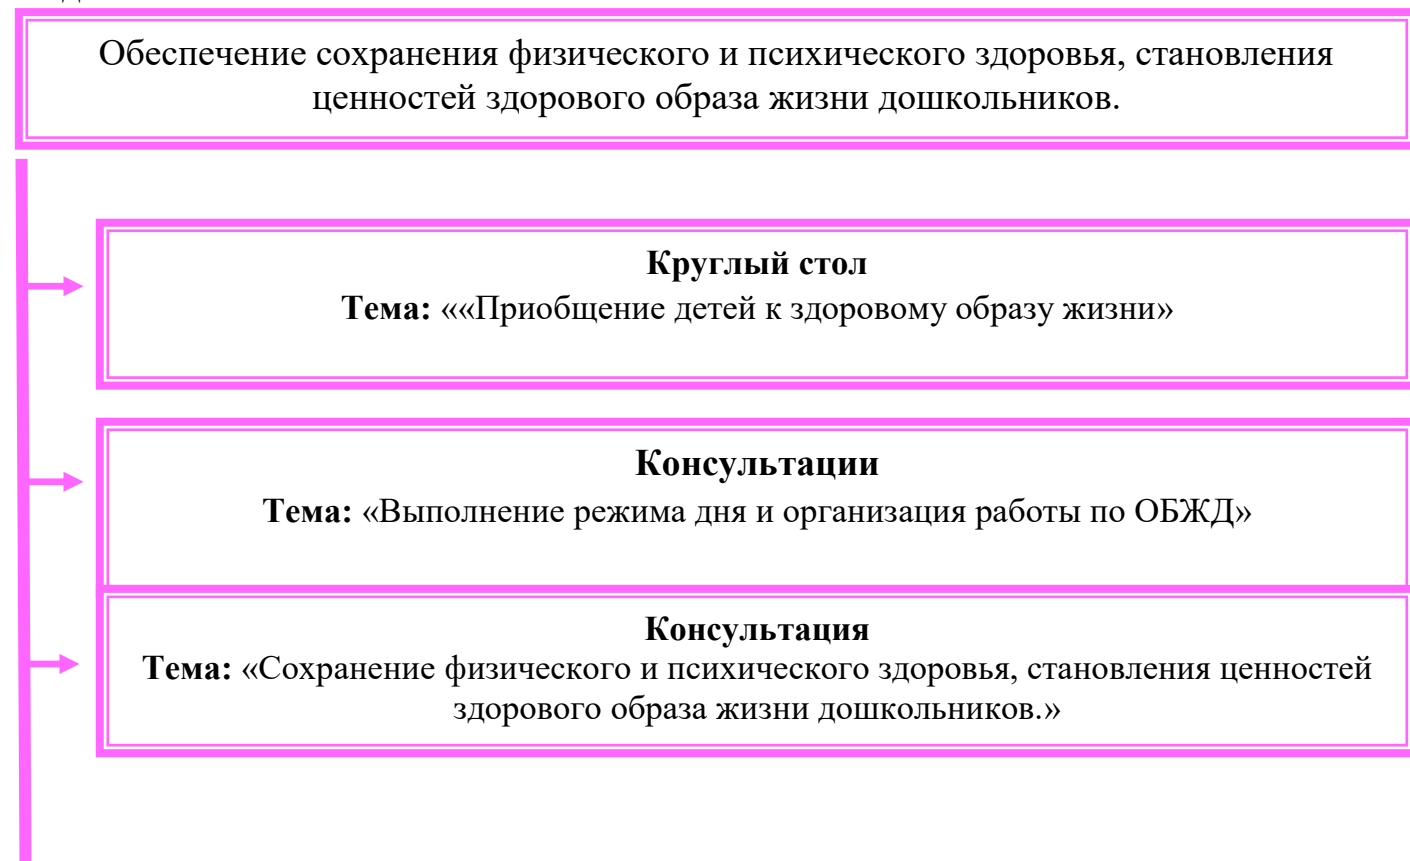 Обеспечение сохранения физического и психического здоровья, становления
ценностей здорового образа жизни дошкольников.
Круглый стол
Тема: ««Приобщение детей к здоровому образу жизни»
Консультации
Тема: «Выполнение режима дня и организация работы по ОБЖД»
Консультация
Тема: «Сохранение физического и психического здоровья, становления ценностей
здорового образа жизни дошкольников.»